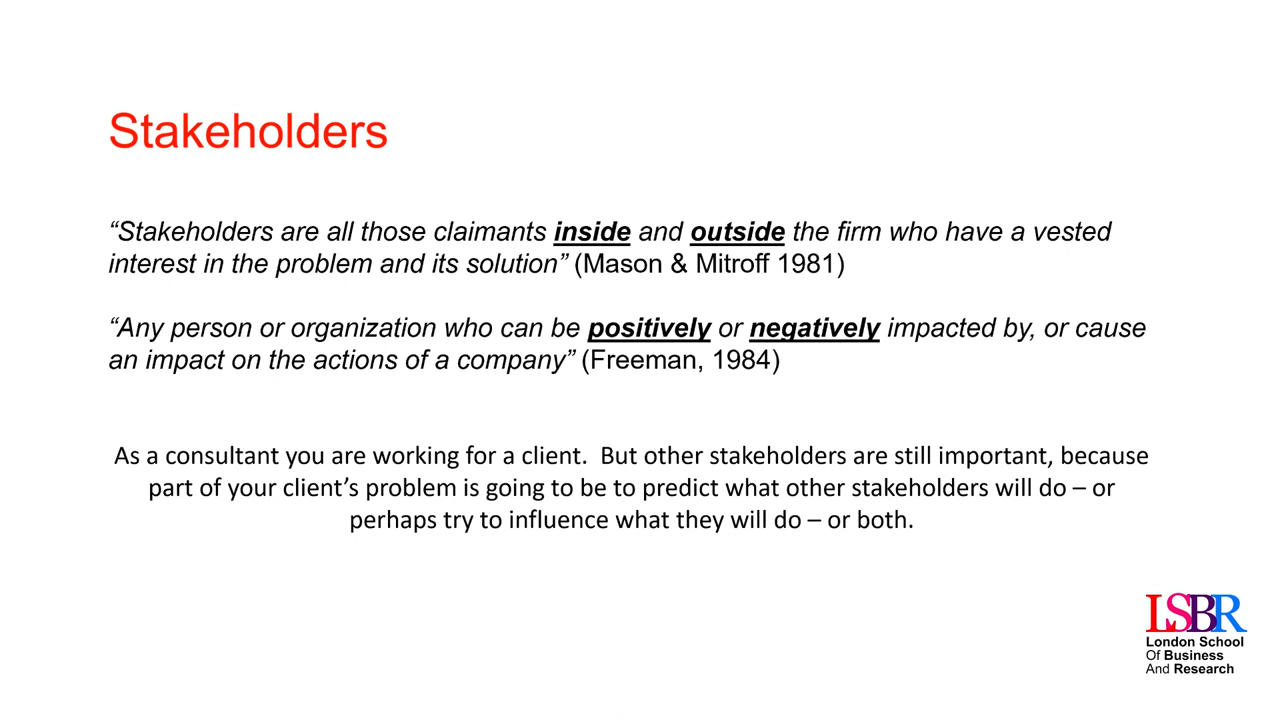 Stakeholders
“Stakeholders are all those claimants inside and outside the firm who have a vested
interest in the problem and its solution” (Mason & Mitroff 1981)
“Any person or organization who can be positively or negatively impacted by, or cause
an impact on the actions of a company” (Freeman, 1984)
As a consultant you are working for a client.  But other stakeholders are still important, because
part of your client’s problem is going to be to predict what other stakeholders will do – or
perhaps try to influence what they will do – or both.
LSBR
London School
Of Business
And Research